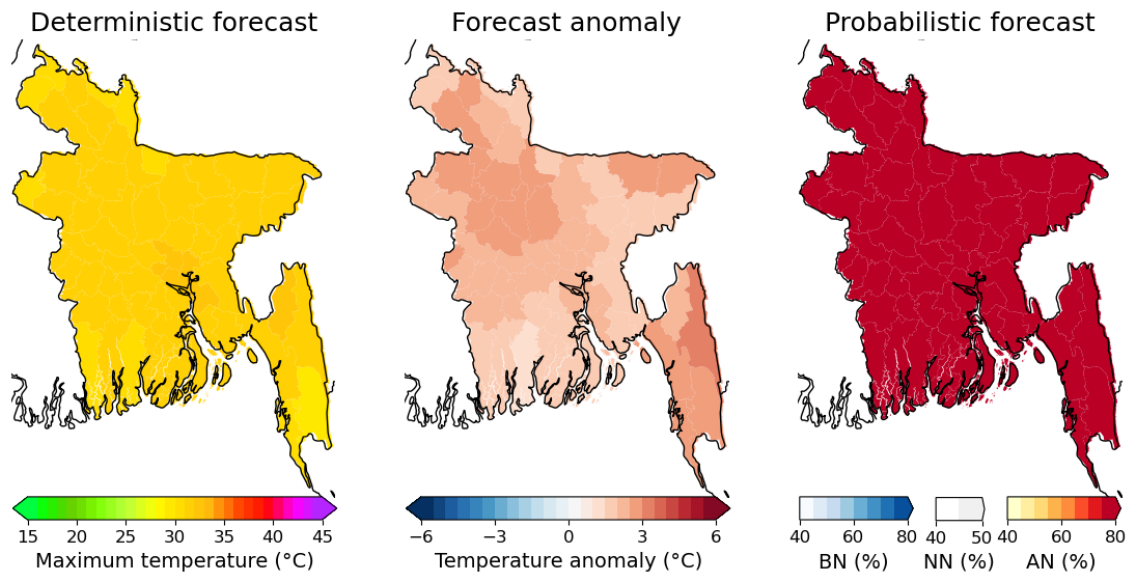 Deterministic forecast
Forecast anomaly
Probabilistic forecast
15 20 25 30 35 40 45
Maximum temperature (°C)
−6 −3 0 3 6
Temperature anomaly (°C)
40 60 80
BN (%)
40 50
NN (%)
40 60 80
AN (%)